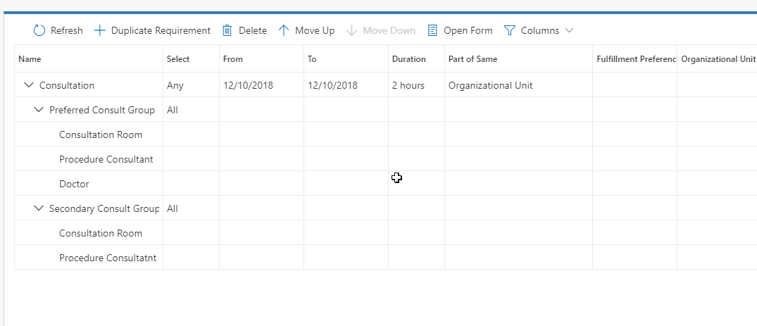 Refresh Duplicate Requirement Delete Move Up Move Down Open Form Columns
Name Select From To Duration Part of Same Fulfillment Preferenc Organizational Unit
Consultation Any 12/10/2018 12/10/2018 2 hours Organizational Unit
Preferred Consult Group All
Consultation Room
Procedure Consultant
Doctor
Secondary Consult Group All
Consultation Room
Procedure Consultatnt